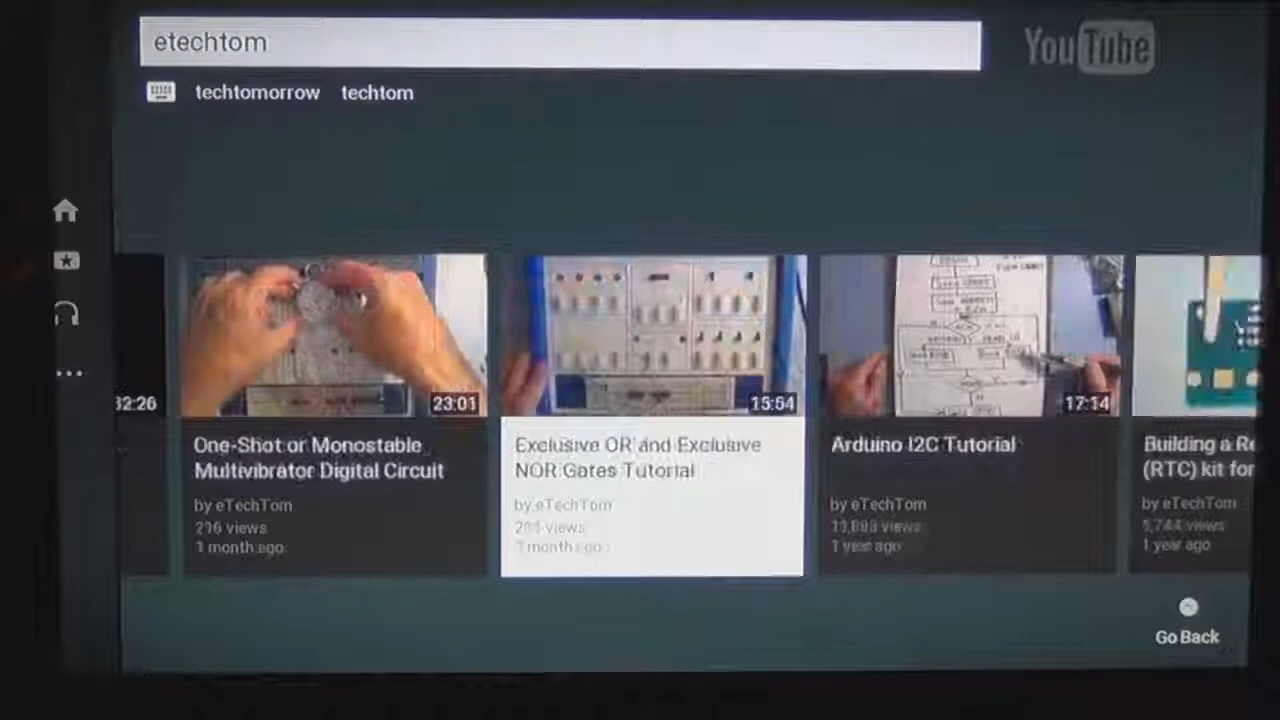 etechtom
YouTube
techtomorrow techtom
32:26
23:01
15:54
17:14
One-Shot or Monostable
Multivibrator Digital Circuit
by eTechTom
216 views
1 month ago
Exclusive OR and Exclusive
NOR Gates Tutorial
by eTechTom
views
1 month ago
Arduino I2C Tutorial
by eTechTom
views
1 year ago
Building a Re
(RTC) kit for
by eTechTom
5,744 views
1 year ago
Go Back